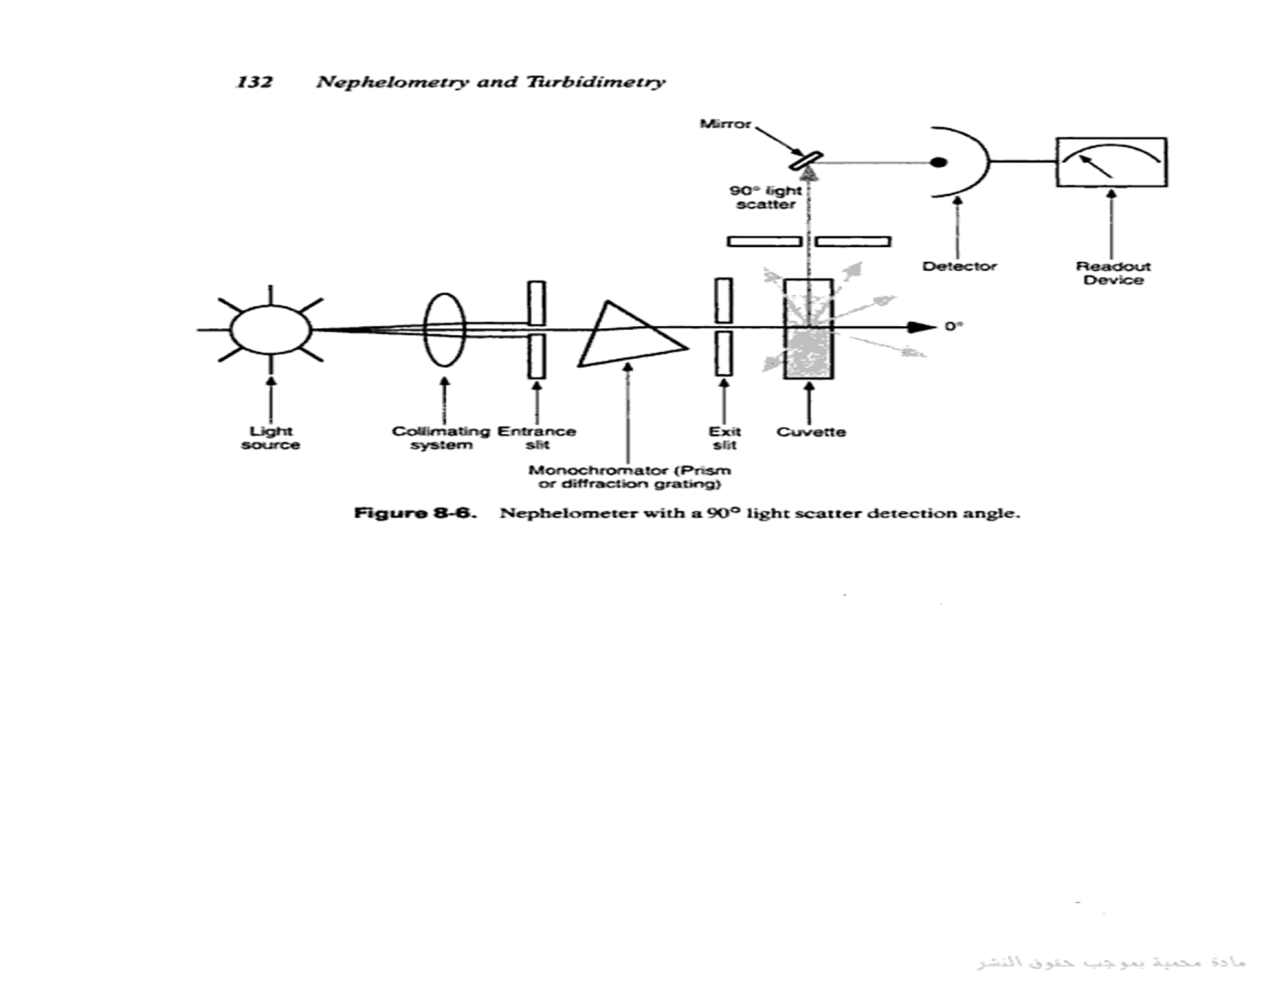 132 Nephelometry and Turbidimetry
Mirror
90° light
scatter
Detector
Readout
Device
0°
Light
source
Collimating
system
Entrance
slit
Exit
slit
Cuvette
Monochromator (Prism
or diffraction grating)
Figure 8-6. Nephelometer with a 90° light scatter detection angle.
مادة محمية بموجب حقوق النشر